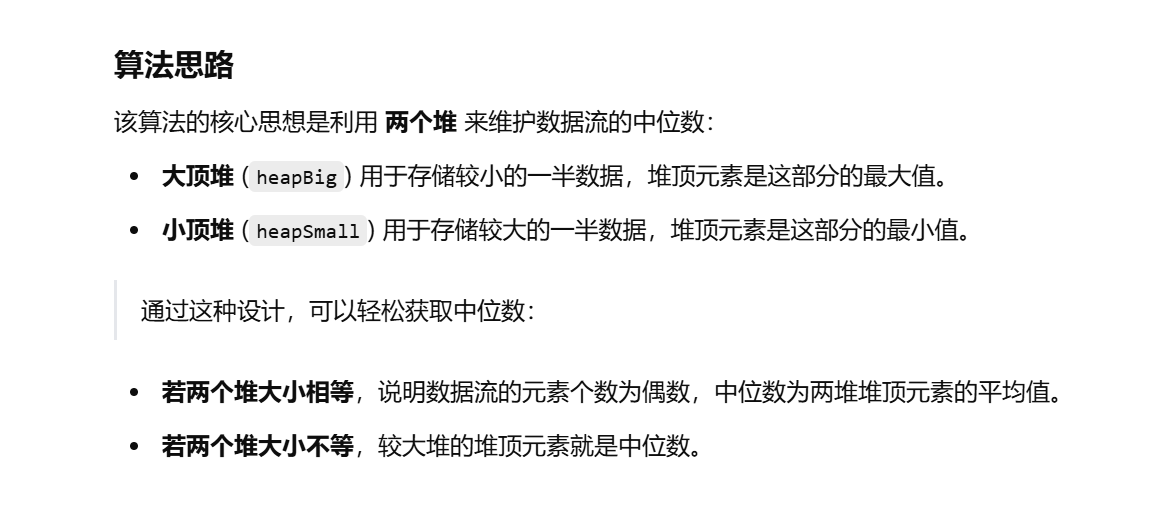 算法思路
该算法的核心思想是利用 两个堆 来维护数据流的中位数：
大顶堆 (heapBig) 用于存储较小的一半数据，堆顶元素是这部分的最大值。
小顶堆 (heapSmall) 用于存储较大的一半数据，堆顶元素是这部分的最小值。
通过这种设计，可以轻松获取中位数：
若两个堆大小相等，说明数据流的元素个数为偶数，中位数为两堆堆顶元素的平均值。
若两个堆大小不等，较大堆的堆顶元素就是中位数。